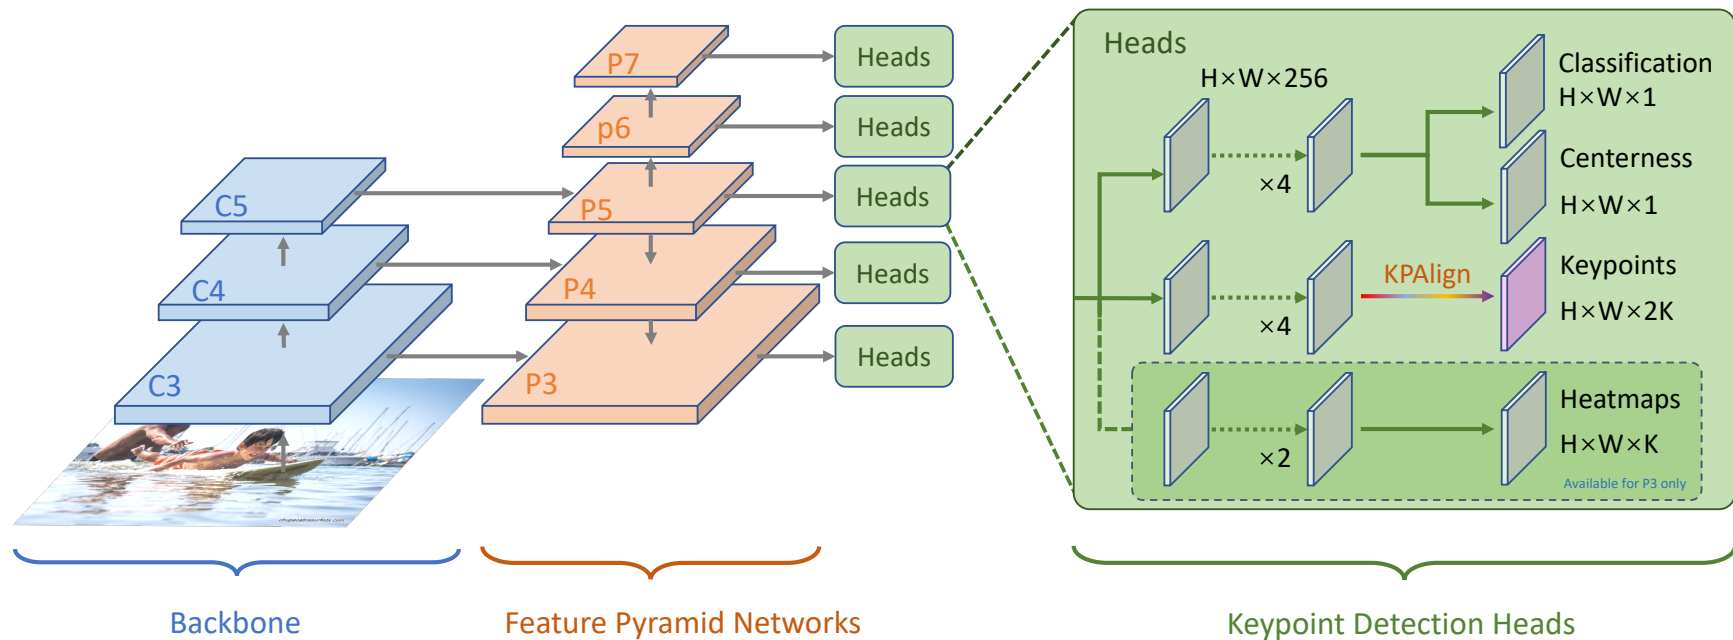 P7
Heads
p6
Heads
C5
P5
Heads
C4
P4
Heads
C3
P3
Heads
Heads
H×W×256
×4
Classification
H×W×1
Centerness
H×W×1
×4
KPAlign
Keypoints
H×W×2K
×2
Heatmaps
H×W×K
Available for P3 only
Backbone
Feature Pyramid Networks
Keypoint Detection Heads